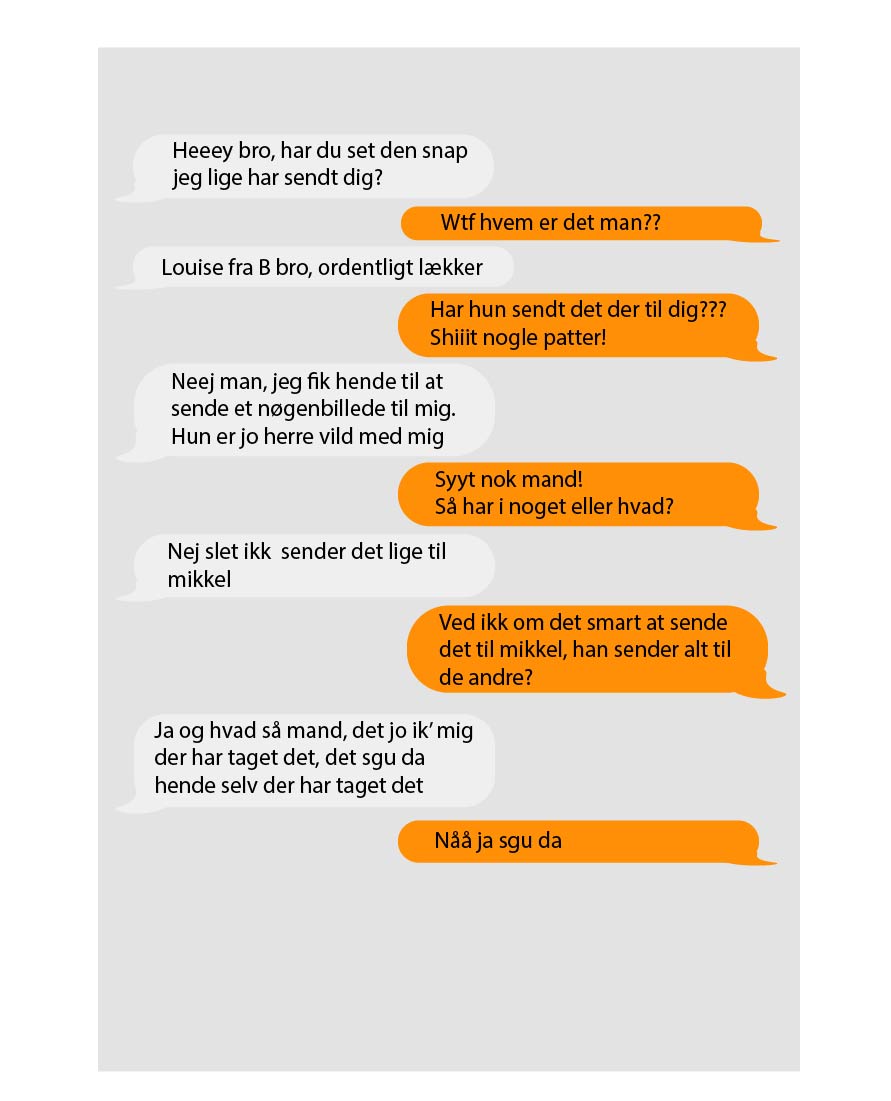 Heeey bro, har du set den snap
jeg lige har sendt dig?
Wtf hvem er det man??
Louise fra B bro, ordentligt lækker
Har hun sendt det der til dig???
Shiiit nogle patter!
Neej man, jeg fik hende til at
sende et nøgenbillede til mig.
Hun er jo herre vild med mig
Syyt nok mand!
Så har i noget eller hvad?
Nej slet ikk  sender det lige til
mikkel
Ved ikk om det smart at sende
det til mikkel, han sender alt til
de andre?
Ja og hvad så mand, det jo ik’ mig
der har taget det, det sgu da
hende selv der har taget det
Nåå ja sgu da